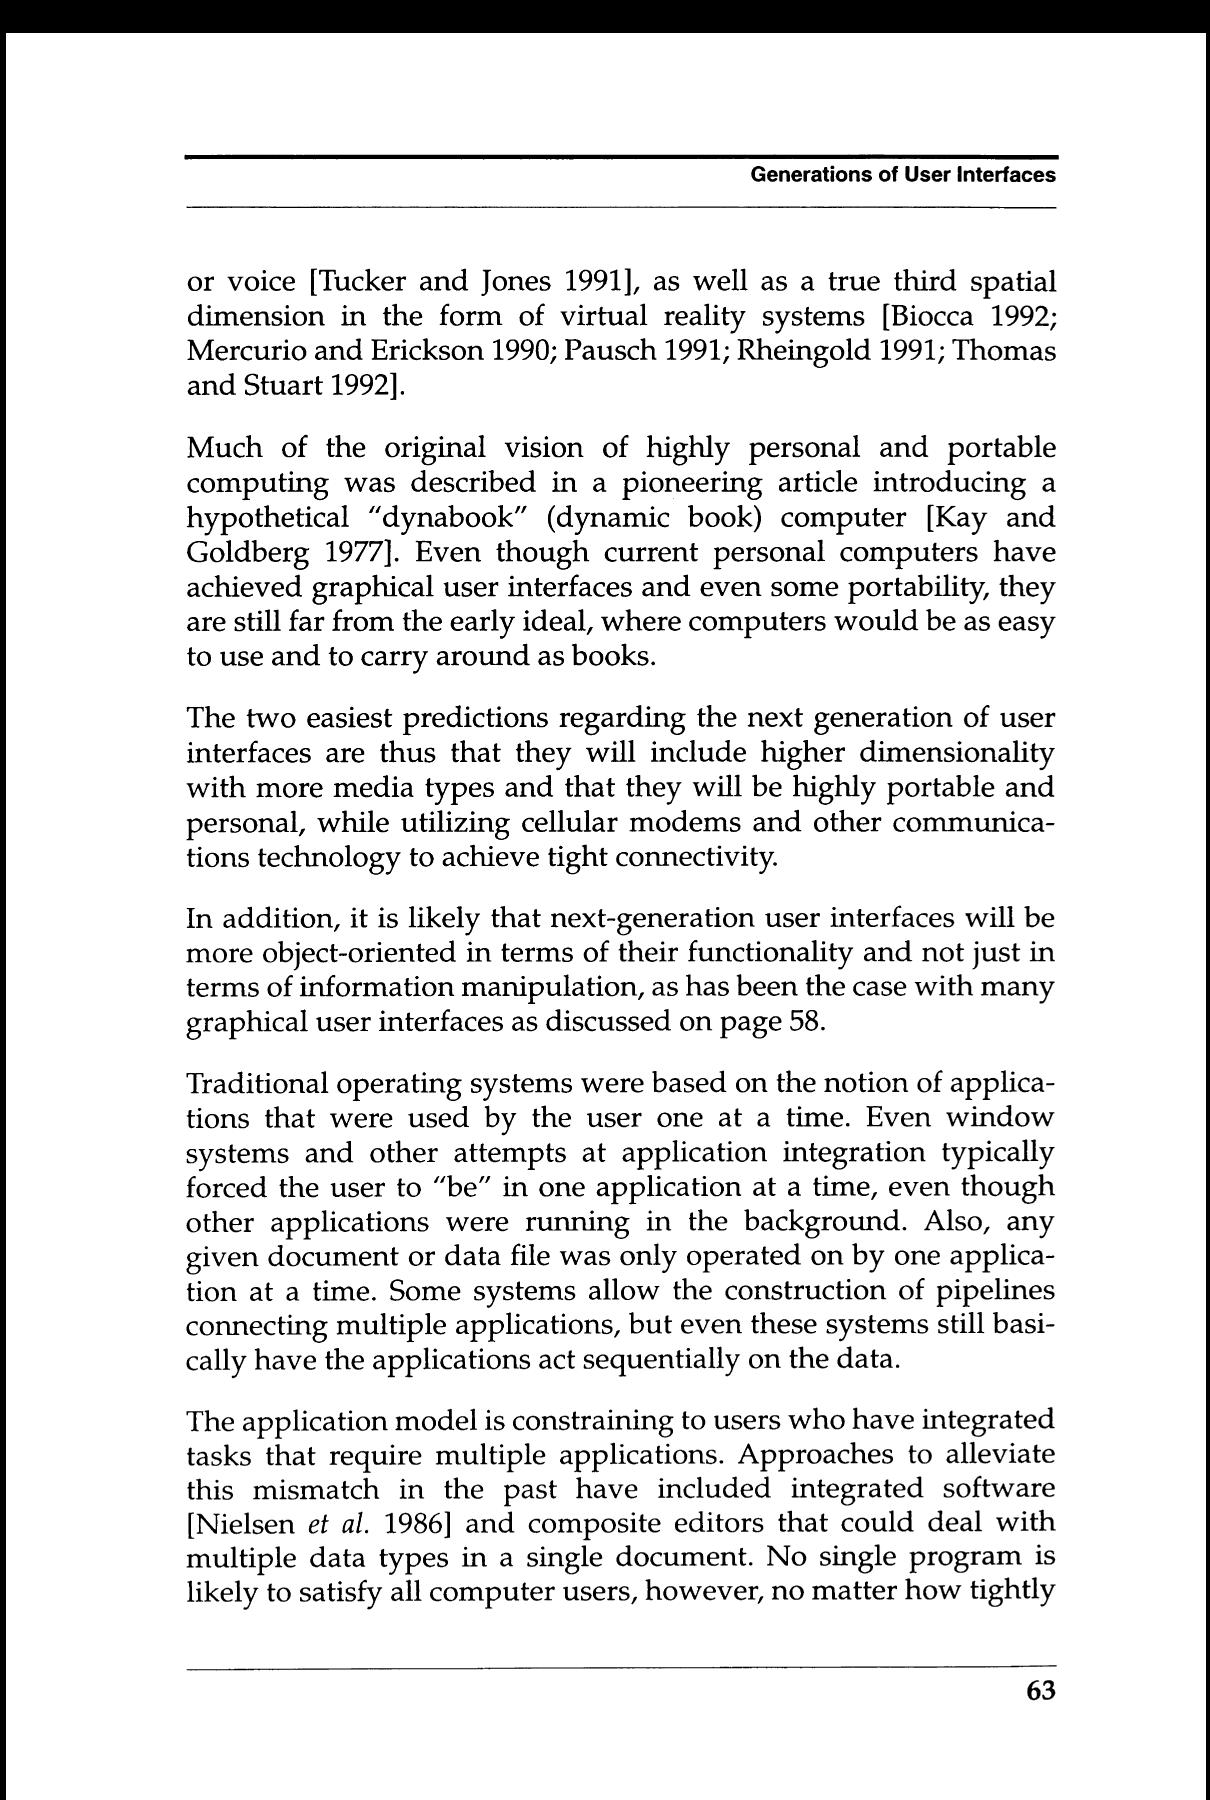 Generations of User Interfaces
or voice [Tucker and Jones 1991], as well as a true third spatial
dimension in the form of virtual reality systems [Biocca 1992;
Mercurio and Erickson 1990; Pausch 1991; Rheingold 1991; Thomas
and Stuart 1992].
Much of the original vision of highly personal and portable
computing was described in a pioneering article introducing a
hypothetical "dynabook" (dynamic book) computer [Kay and
Goldberg 1977]. Even though current personal computers have
achieved graphical user interfaces and even some portability, they
are still far from the early ideal, where computers would be as easy
to use and to carry around as books.
The two easiest predictions regarding the next generation of user
interfaces are thus that they will include higher dimensionality
with more media types and that they will be highly portable and
personal, while utilizing cellular modems and other communica-
tions technology to achieve tight connectivity.
In addition, it is likely that next-generation user interfaces will be
more object-oriented in terms of their functionality and not just in
terms of information manipulation, as has been the case with many
graphical user interfaces as discussed on page 58.
Traditional operating systems were based on the notion of applica-
tions that were used by the user one at a time. Even window
systems and other attempts at application integration typically
forced the user to "be" in one application at a time, even though
other applications were running in the background. Also, any
given document or data file was only operated on by one applica-
tion at a time. Some systems allow the construction of pipelines
connecting multiple applications, but even these systems still basi-
cally have the applications act sequentially on the data.
The application model is constraining to users who have integrated
tasks that require multiple applications. Approaches to alleviate
this mismatch in the past have included integrated software
[Nielsen et al. 1986] and composite editors that could deal with
multiple data types in a single document. No single program is
likely to satisfy all computer users, however, no matter how tightly
63